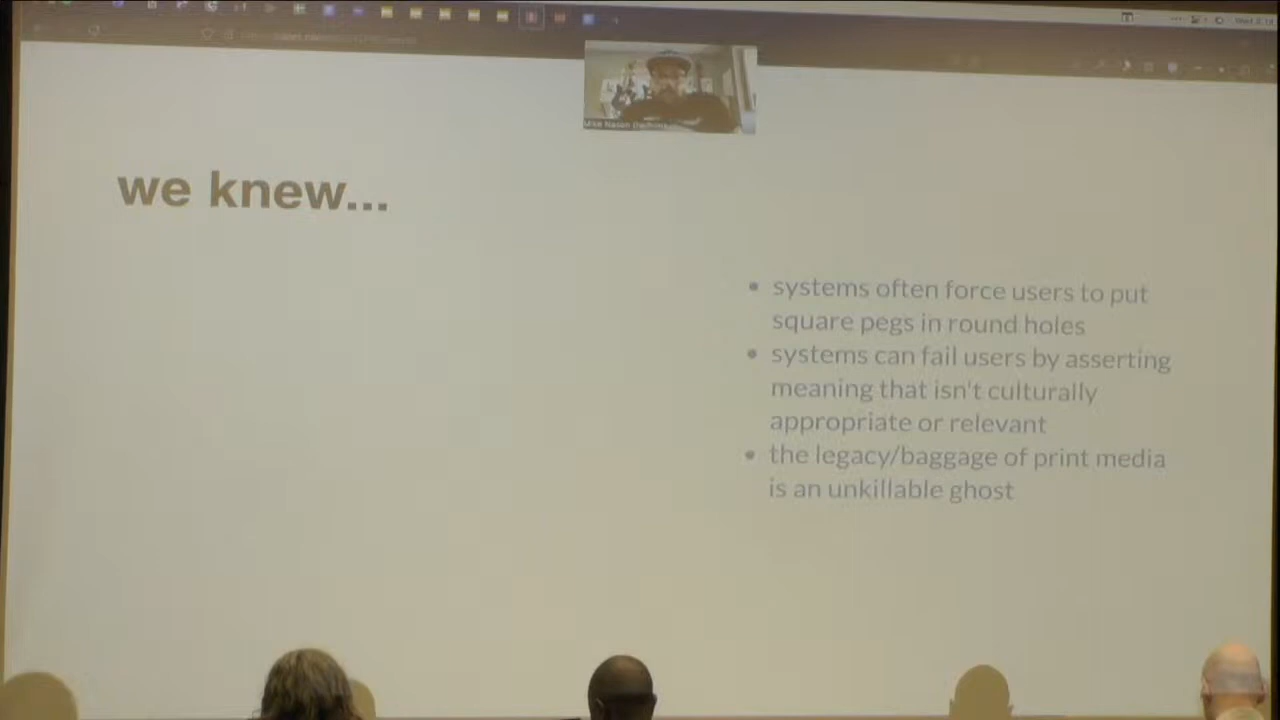 we knew...
systems often force users to put
square pegs in round holes
systems can fail users by asserting
meaning that isn't culturally
appropriate or relevant
the legacy/baggage of print media
is an unkillable ghost